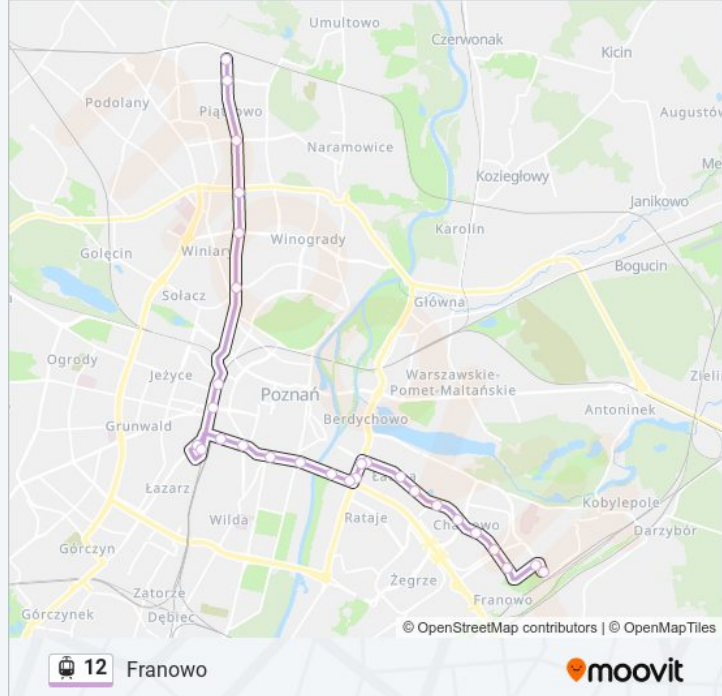 Umultowo
Czerwonak
Kicin
Podolany
Piątkowo
Augustów
Naramowice
Koziegłowy
Janikowo
Karolin
Golęcin
Winiary
Winogrady
Bogucin
Sołacz
Główna
Ogrody
Jeżyce
Warszawskie-
Pomet-Maltańskie
Poznań
Antoninek
Grunwald
Berdychowo
Łazarz
Kobylepole
Wilda
Rataje
Darzybór
Górczyn
Żegrze
Zatorze
Franowo
Górczynek
Dębiec
© OpenStreetMap contributors | © OpenMapTiles
12 Franowo
moovit